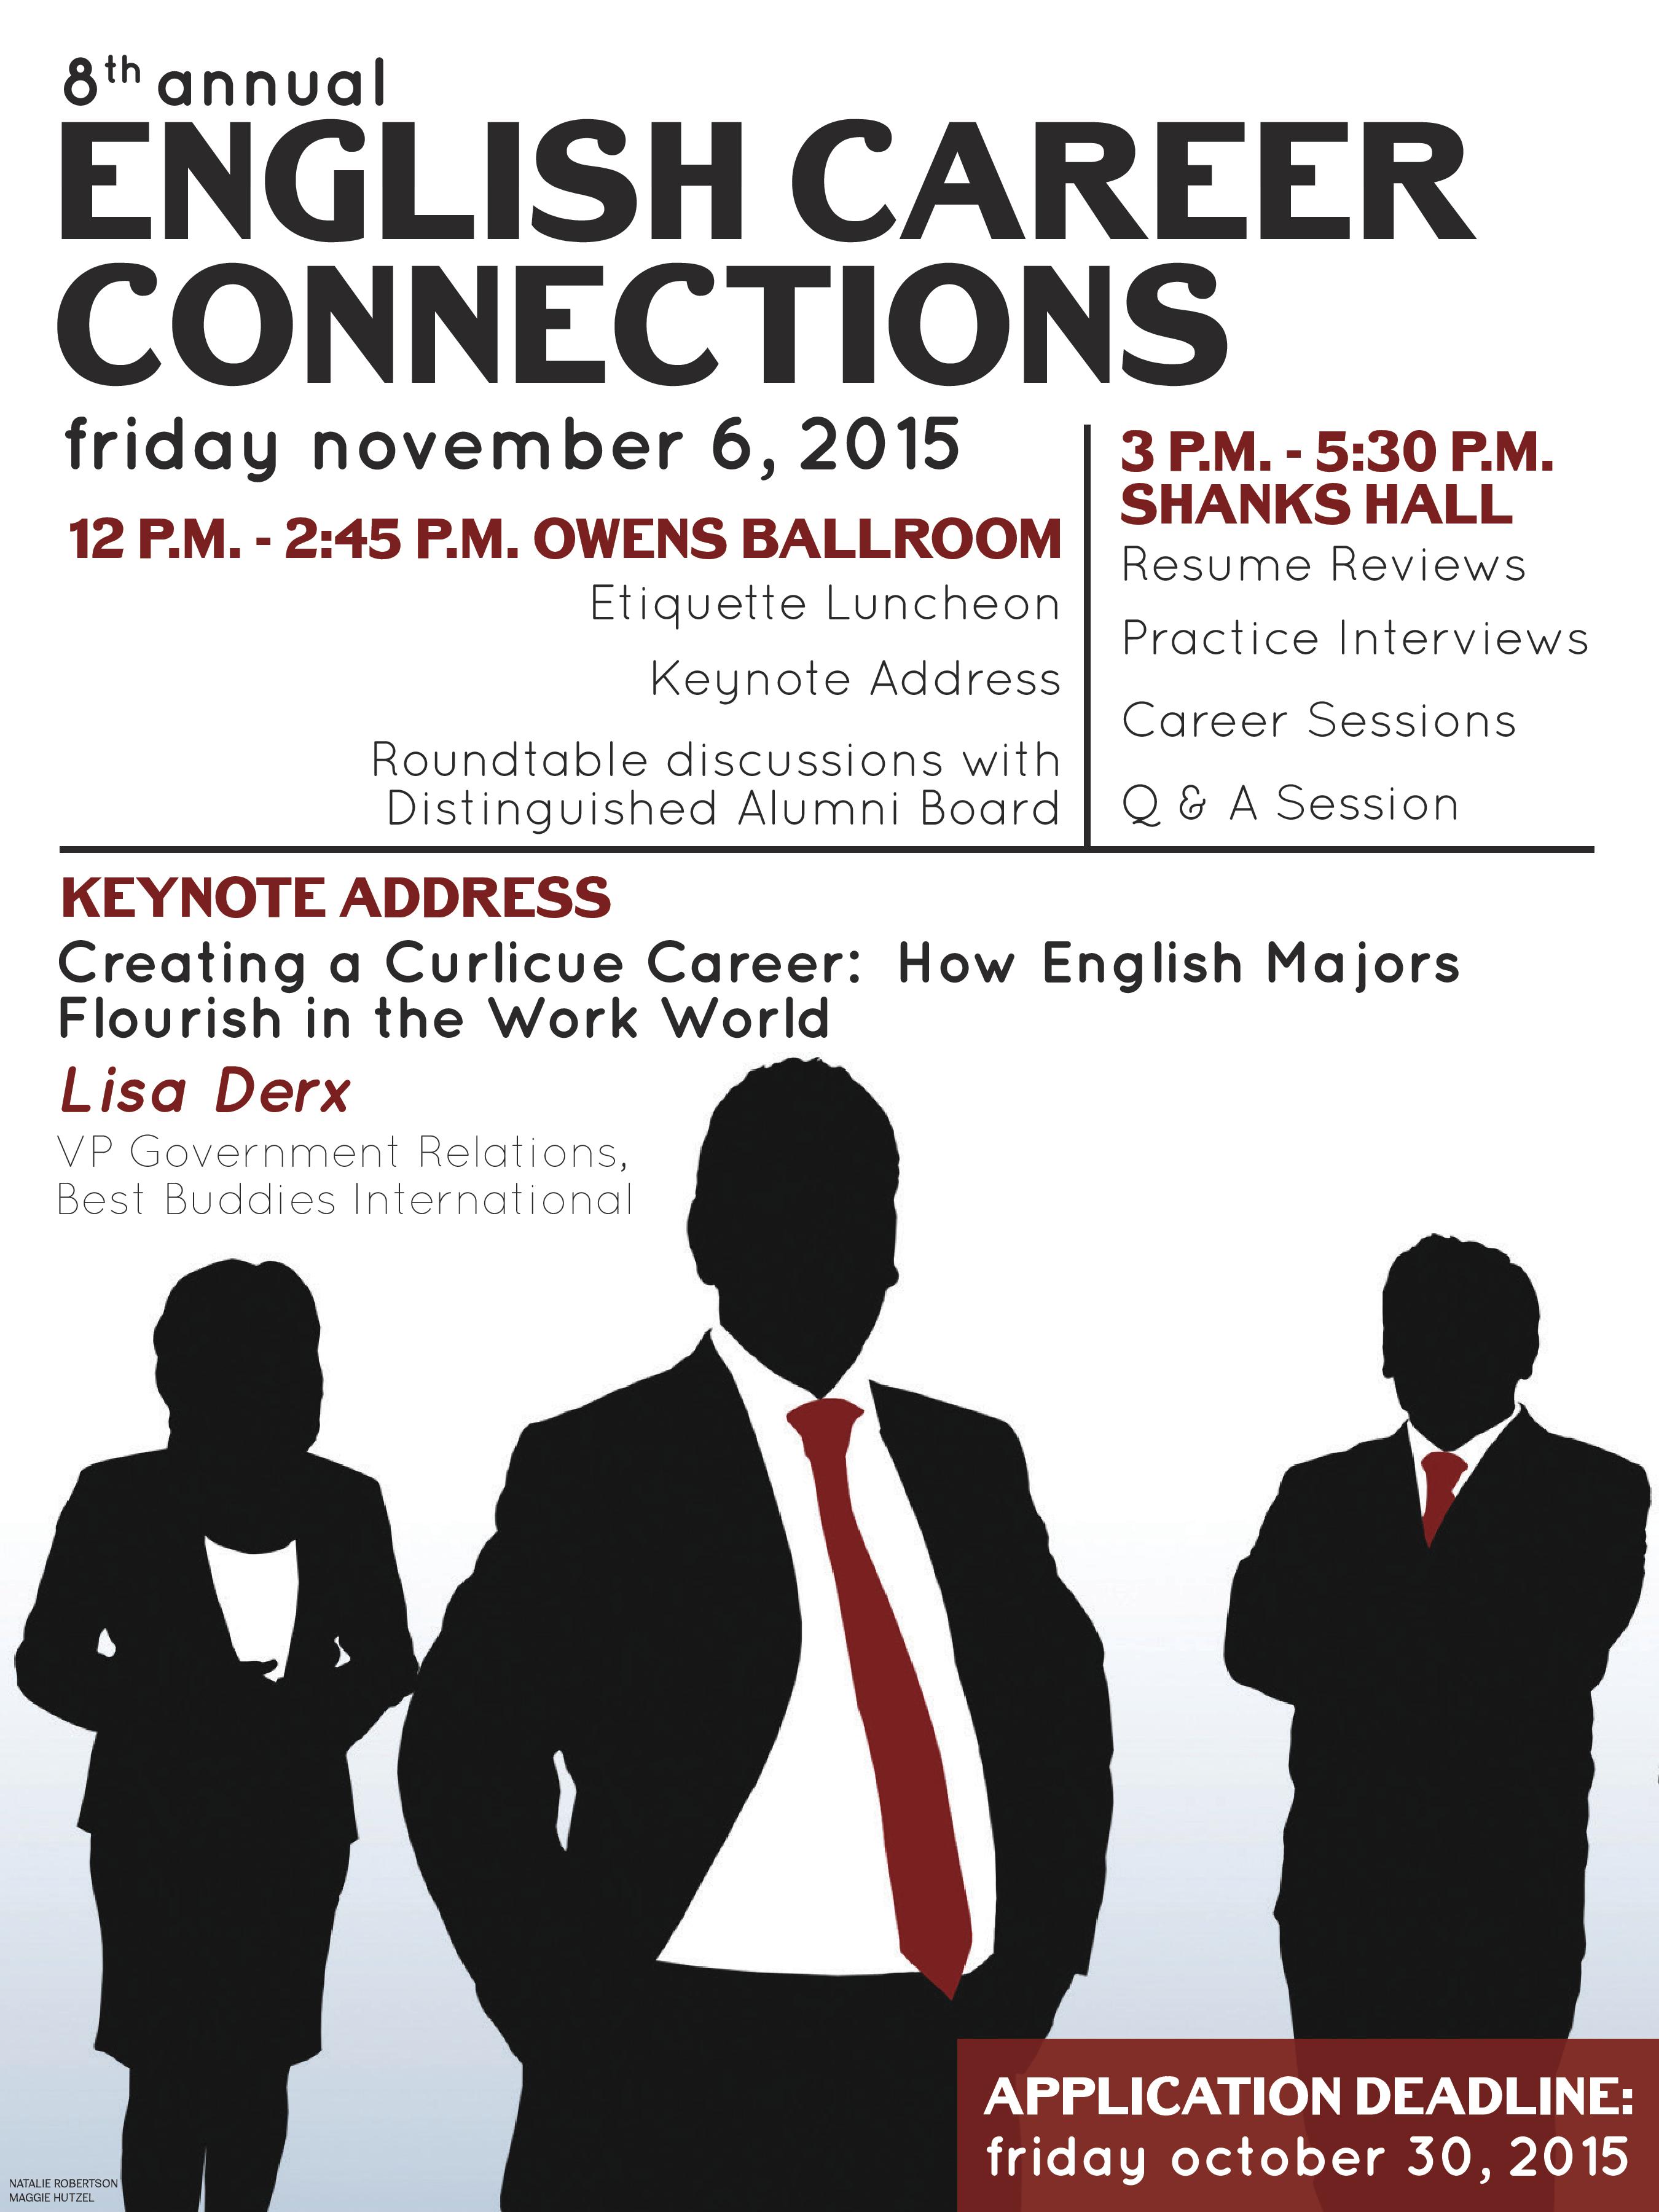 8th annual
ENGLISH CAREER
CONNECTIONS
friday november 6, 2015
12 P.M. - 2:45 P.M. OWENS BALLROOM
Etiquette Luncheon
Keynote Address
Roundtable discussions with
Distinguished Alumni Board
3 P.M. - 5:30 P.M.
SHANKS HALL
Resume Reviews
Practice Interviews
Career Sessions
Q & A Session
KEYNOTE ADDRESS
Creating a Curlicue Career: How English Majors
Flourish in the Work World
Lisa Derx
VP Government Relations,
Best Buddies International
APPLICATION DEADLINE:
friday october 30, 2015
NATALIE ROBERTSON
MAGGIE HUTZEL